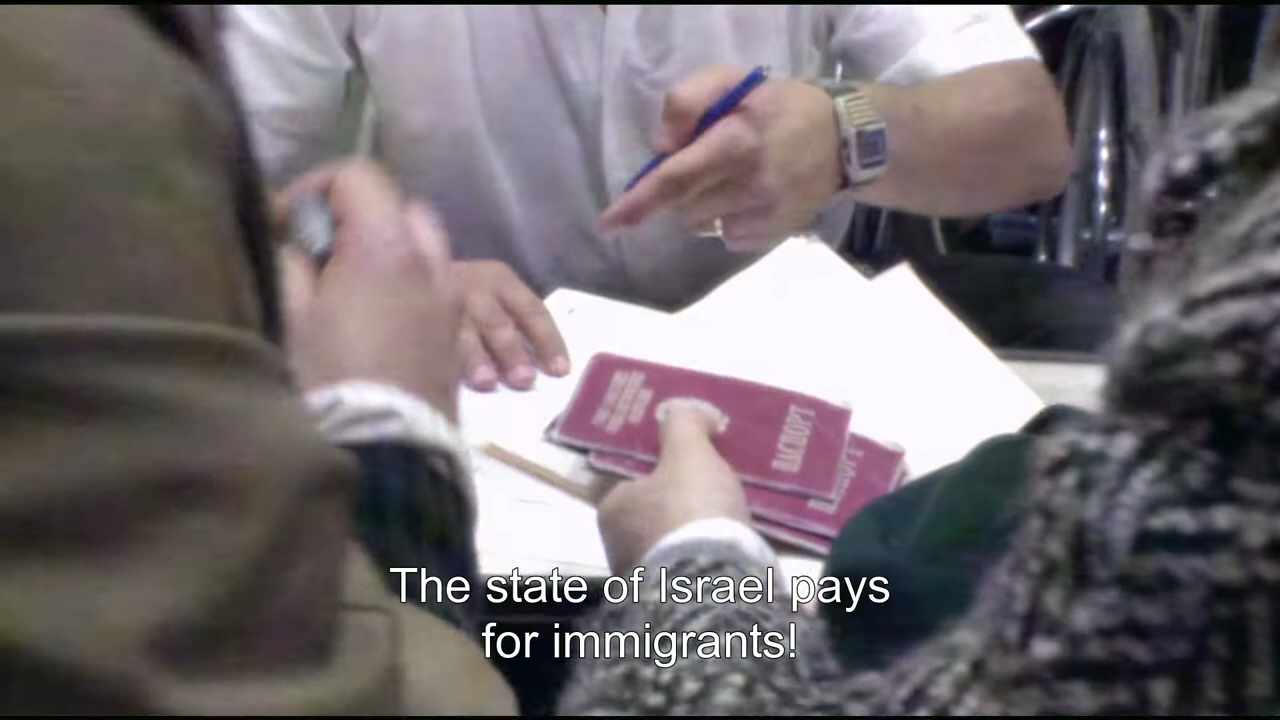 ПАСПОРТ
The state of Israel pays
for immigrants!